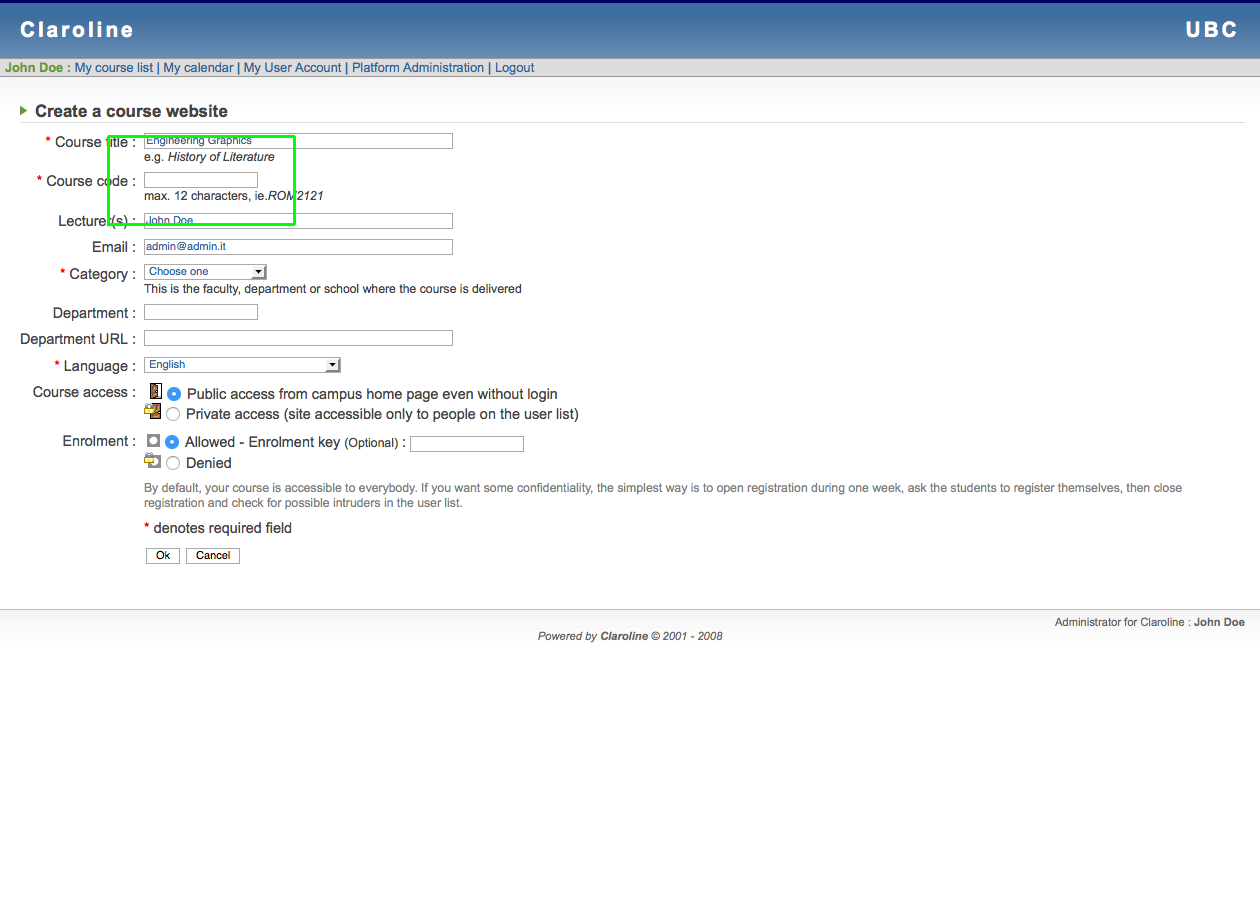 Claroline UBC
John Doe : My course list | My calendar | My User Account | Platform Administration | Logout
Create a course website
* Course title : Engineering Graphics
e.g. History of Literature
* Course code :
max. 12 characters, ie.ROM2121
Lecturer(s) : John Doe
Email : admin@admin.it
* Category : Choose one
This is the faculty, department or school where the course is delivered
Department :
Department URL :
* Language : English
Course access : Public access from campus home page even without login
Private access (site accessible only to people on the user list)
Enrolment : Allowed - Enrolment key (Optional) :
Denied
By default, your course is accessible to everybody. If you want some confidentiality, the simplest way is to open registration during one week, ask the students to register themselves, then close
registration and check for possible intruders in the user list.
* denotes required field
Ok Cancel
Administrator for Claroline : John Doe
Powered by Claroline © 2001 - 2008